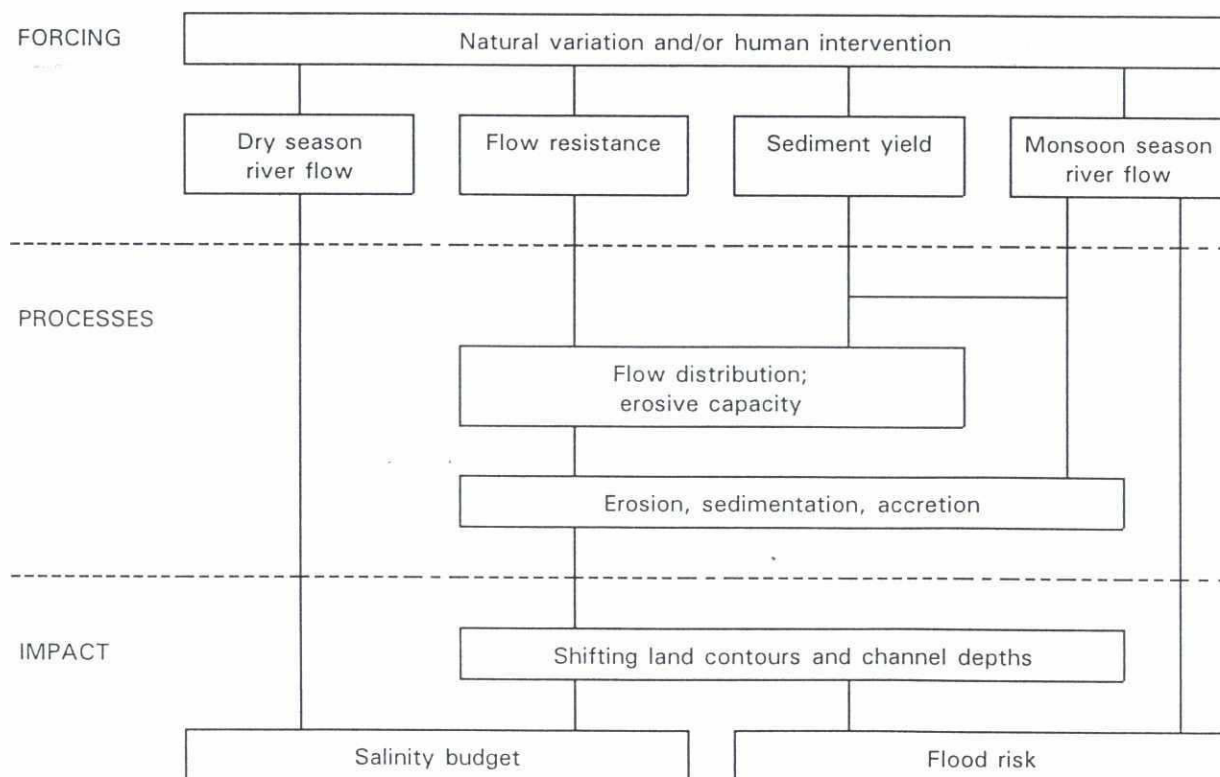 FORCING
Natural variation and/or human intervention
Dry season
river flow
Flow resistance
Sediment yield
Monsoon season
river flow
PROCESSES
Flow distribution;
erosive capacity
Erosion, sedimentation, accretion
IMPACT
Shifting land contours and channel depths
Salinity budget
Flood risk